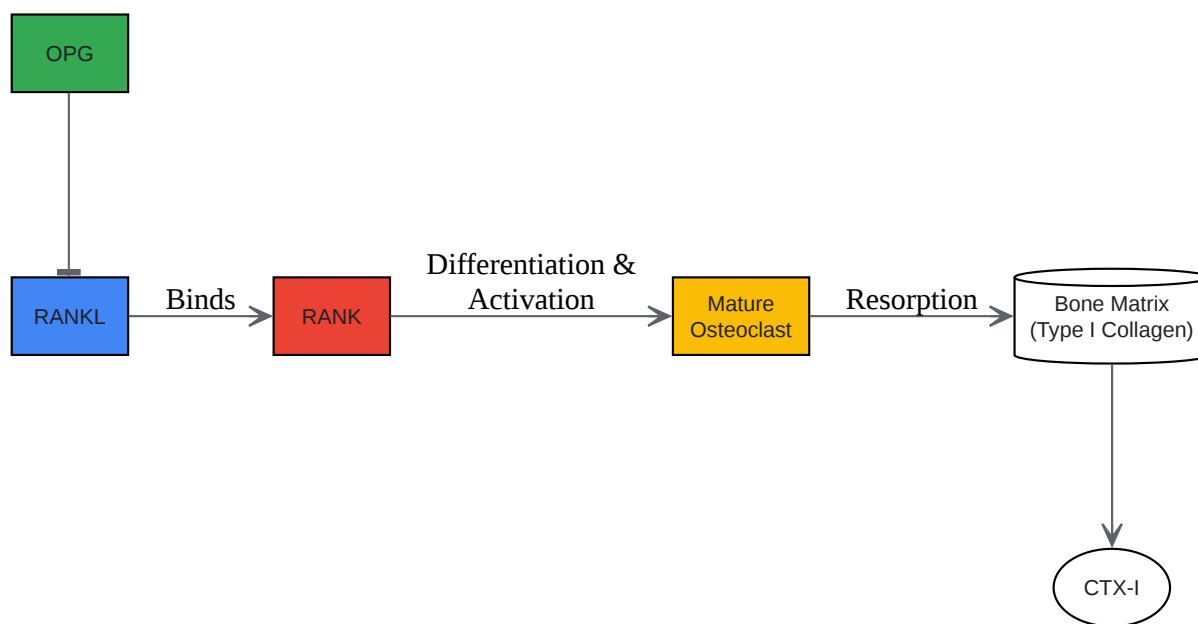 OPG
Differentiation &
Activation
RANKL
Binds
RANK
Mature
Osteoclast
Resorption
Bone Matrix
(Type I Collagen)
CTX-I